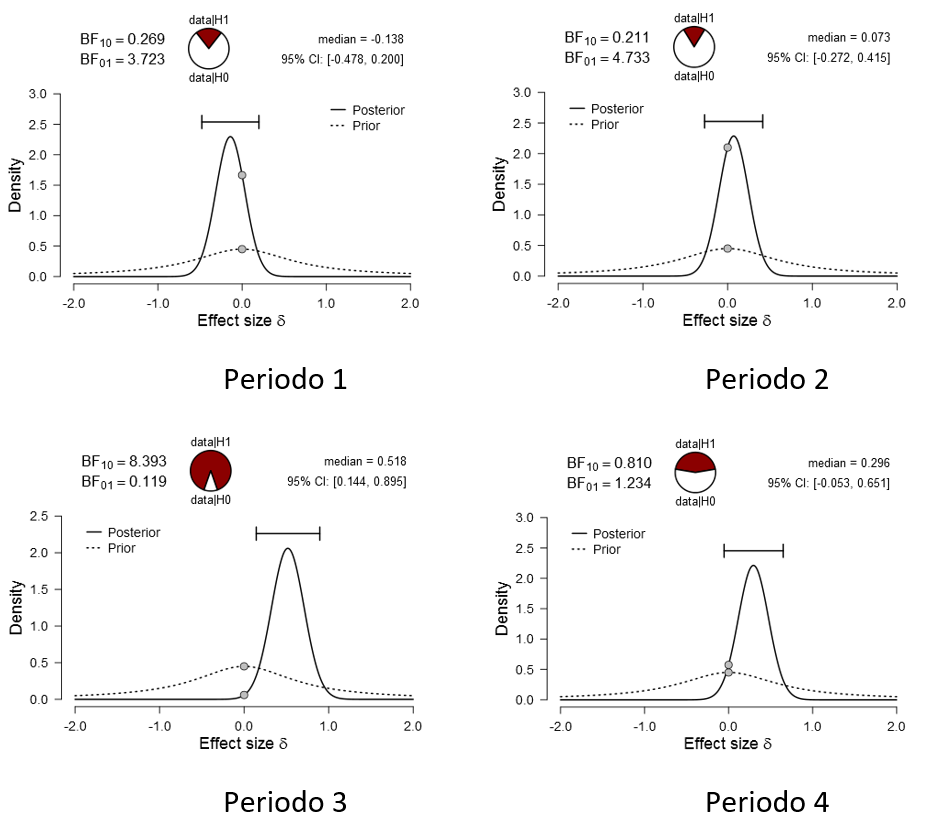 data|H1
BF10 = 0.269
BF01 = 3.723
median = -0.138
95% CI: [-0.478, 0.200]
data|H0
3.0
2.5
2.0
1.5
1.0
0.5
0.0
Density
Posterior
Prior
-2.0 -1.0 0.0 1.0 2.0
Effect size δ
Periodo 1
data|H1
BF10 = 0.211
BF01 = 4.733
median = 0.073
95% CI: [-0.272, 0.415]
data|H0
3.0
2.5
2.0
1.5
1.0
0.5
0.0
Density
Posterior
Prior
-2.0 -1.0 0.0 1.0 2.0
Effect size δ
Periodo 2
data|H1
BF10 = 8.393
BF01 = 0.119
median = 0.518
95% CI: [0.144, 0.895]
data|H0
2.5
2.0
1.5
1.0
0.5
0.0
Density
Posterior
Prior
-2.0 -1.0 0.0 1.0 2.0
Effect size δ
Periodo 3
data|H1
BF10 = 0.810
BF01 = 1.234
median = 0.296
95% CI: [-0.053, 0.651]
data|H0
3.0
2.5
2.0
1.5
1.0
0.5
0.0
Density
Posterior
Prior
-2.0 -1.0 0.0 1.0 2.0
Effect size δ
Periodo 4